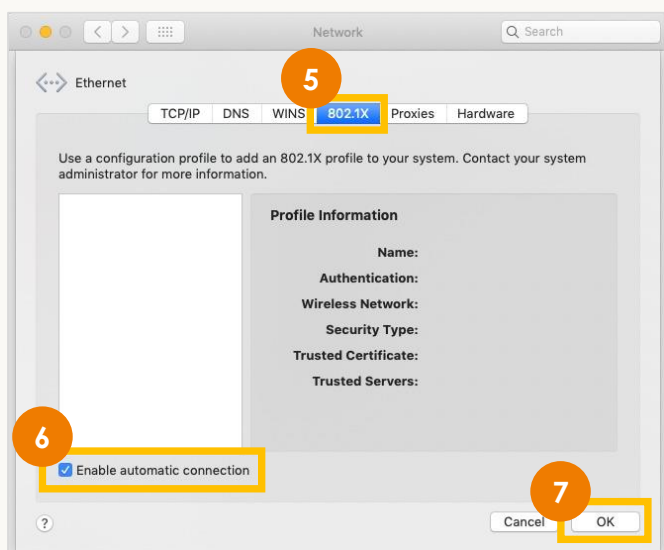 Network
Search
Ethernet
5
TCP/IP DNS WINS 802.1X Proxies Hardware
Use a configuration profile to add an 802.1X profile to your system. Contact your system
administrator for more information.
Profile Information
Name:
Authentication:
Wireless Network:
Security Type:
Trusted Certificate:
Trusted Servers:
6
Enable automatic connection
7
?
Cancel OK